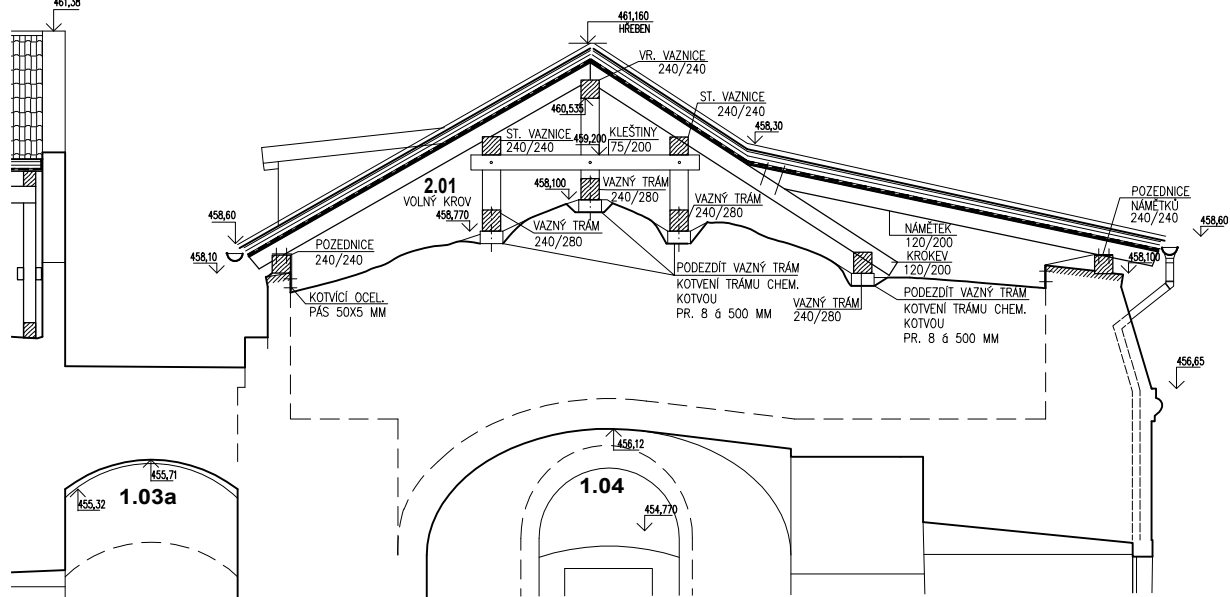 461,38
461,160
HŘEBEN
VR. VAZNICE
240/240
ST. VAZNICE
240/240
460,535
458,30
ST. VAZNICE
240/240
459,200
KLEŠTINY
75/200
2.01
VOLNÝ KROV
458,100
VAZNÝ TRÁM
240/280
VAZNÝ TRÁM
240/280
POZEDNICE
NÁMĚTKŮ
240/240
458,60
458,770
458,60
VAZNÝ TRÁM
240/280
NÁMĚTEK
120/200
458,10
POZEDNICE
240/240
KROKEV
120/200
458,100
PODEZDÍT VAZNÝ TRÁM
KOTVENÍ TRÁMU CHEM.
KOTVOU
PR. 8 á 500 MM
KOTVÍCÍ OCEL.
PÁS 50X5 MM
VAZNÝ TRÁM
240/280
PODEZDÍT VAZNÝ TRÁM
KOTVENÍ TRÁMU CHEM.
KOTVOU
PR. 8 á 500 MM
456,65
456,12
455,71
455,32
1.03a
1.04
454,770